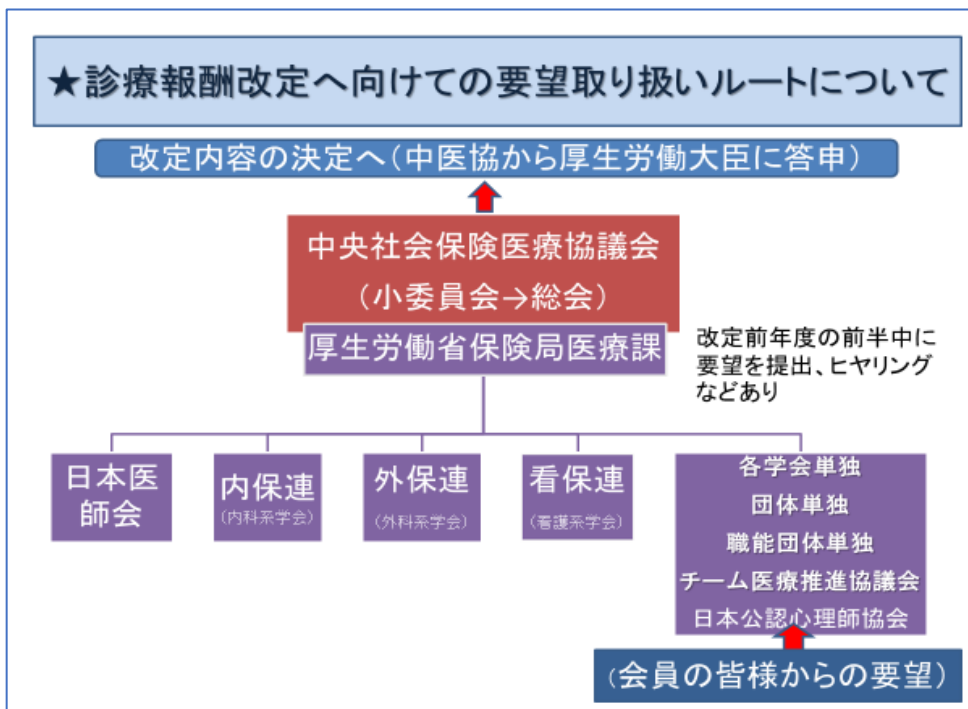 ★診療報酬改定へ向けての要望取り扱いルートについて
改定内容の決定へ（中医協から厚生労働大臣に答申）
中央社会保険医療協議会
（小委員会→総会）
厚生労働省保険局医療課
改定前年度の前半中に
要望を提出、ヒヤリング
などあり
日本医
師会
内保連
（内科系学会）
外保連
（外科系学会）
看保連
（看護系学会）
各学会単独
団体単独
職能団体単独
チーム医療推進協議会
日本公認心理師協会
（会員の皆様からの要望）